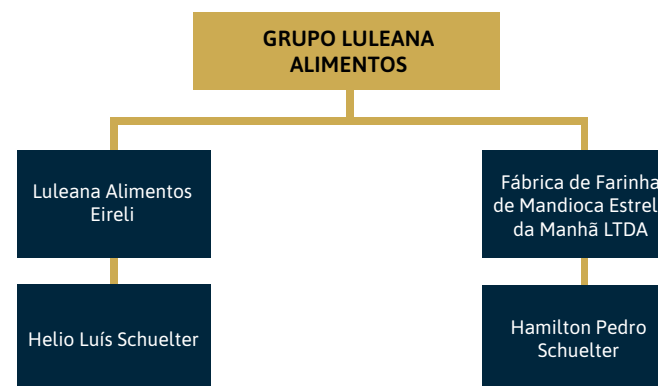 GRUPO LULEANA
ALIMENTOS
Luleana Alimentos
Eireli
Fábrica de Farinha
de Mandioca Estrel
da Manhã LTDA
Helio Luís Schuelter
Hamilton Pedro
Schuelter